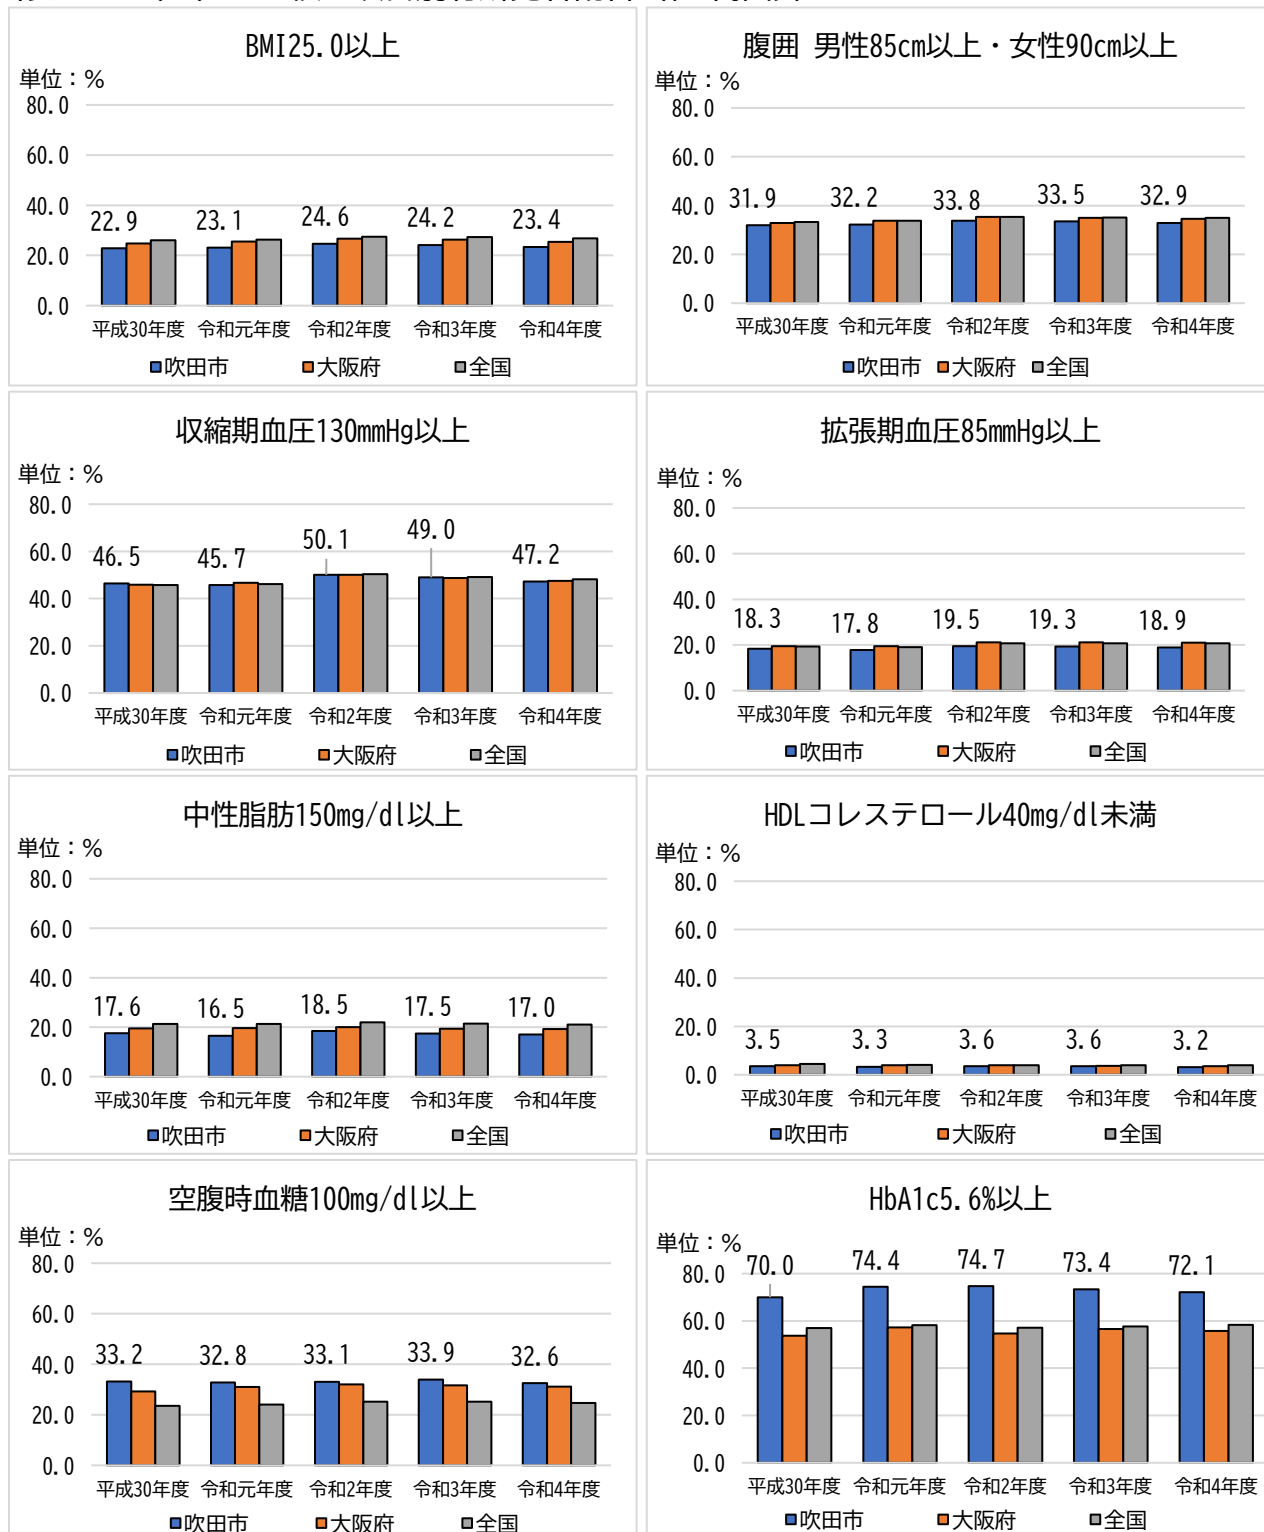 BMI25.0以上
単位：%
80.0
60.0
40.0
20.0
0.0
22.9 23.1 24.6 24.2 23.4
平成30年度 令和元年度 令和2年度 令和3年度 令和4年度
吹田市 大阪府 全国
腹囲 男性85cm以上・女性90cm以上
単位：%
80.0
60.0
40.0
20.0
0.0
31.9 32.2 33.8 33.5 32.9
平成30年度 令和元年度 令和2年度 令和3年度 令和4年度
吹田市 大阪府 全国
収縮期血圧130mmHg以上
単位：%
80.0
60.0
40.0
20.0
0.0
46.5 45.7 50.1 49.0 47.2
平成30年度 令和元年度 令和2年度 令和3年度 令和4年度
吹田市 大阪府 全国
拡張期血圧85mmHg以上
単位：%
80.0
60.0
40.0
20.0
0.0
18.3 17.8 19.5 19.3 18.9
平成30年度 令和元年度 令和2年度 令和3年度 令和4年度
吹田市 大阪府 全国
中性脂肪150mg/dl以上
単位：%
80.0
60.0
40.0
20.0
0.0
17.6 16.5 18.5 17.5 17.0
平成30年度 令和元年度 令和2年度 令和3年度 令和4年度
吹田市 大阪府 全国
HDLコレステロール40mg/dl未満
単位：%
80.0
60.0
40.0
20.0
0.0
3.5 3.3 3.6 3.6 3.2
平成30年度 令和元年度 令和2年度 令和3年度 令和4年度
吹田市 大阪府 全国
空腹時血糖100mg/dl以上
単位：%
80.0
60.0
40.0
20.0
0.0
33.2 32.8 33.1 33.9 32.6
平成30年度 令和元年度 令和2年度 令和3年度 令和4年度
吹田市 大阪府 全国
HbA1c5.6%以上
単位：%
80.0
60.0
40.0
20.0
0.0
70.0 74.4 74.7 73.4 72.1
平成30年度 令和元年度 令和2年度 令和3年度 令和4年度
吹田市 大阪府 全国